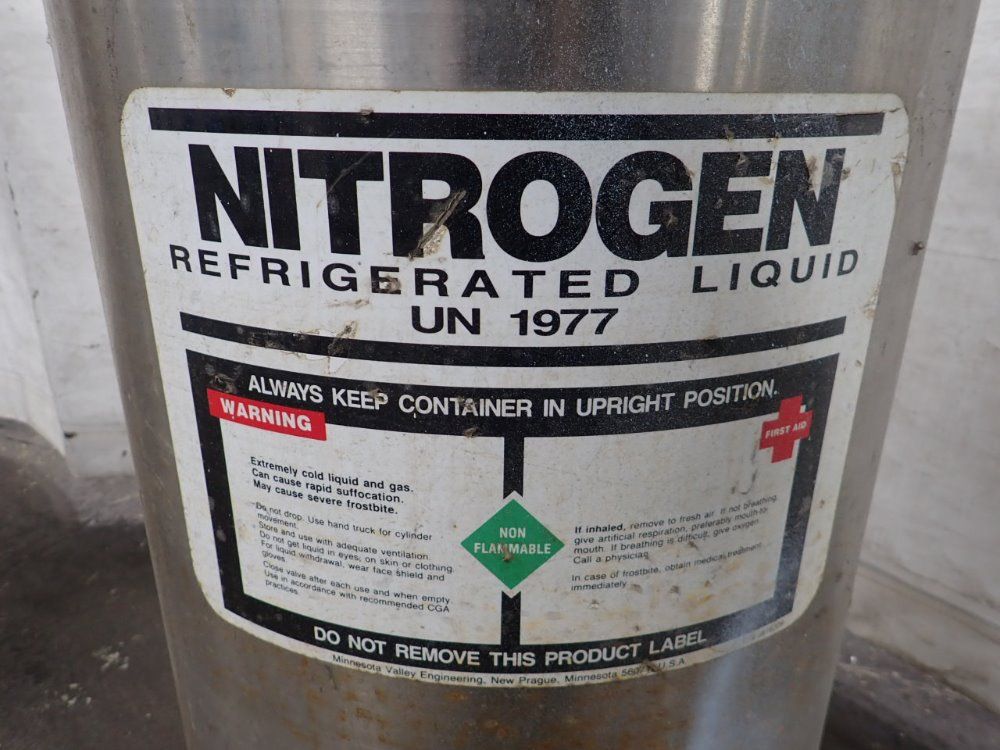 NITROGEN
REFRIGERATED LIQUID
UN 1977
ALWAYS KEEP CONTAINER IN UPRIGHT POSITION.
WARNING
Extremely cold liquid and gas.
Can cause rapid suffocation.
May cause severe frostbite.
Do not drop. Use hand truck for cylinder
movement.
Store and use with adequate ventilation.
Do not get liquid in eyes, on skin or clothing.
For liquid withdrawal, wear face shield and
gloves.
Close valve after each use and when empty.
Use in accordance with recommended CGA
practices.
NON
FLAMMABLE
FIRST AID
If inhaled, remove to fresh air. If not breathing,
give artificial respiration, preferably mouth-to-
mouth. If breathing is difficult, give oxygen.
Call a physician.
In case of frostbite, obtain medical treatment
immediately
DO NOT REMOVE THIS PRODUCT LABEL
Minnesota Valley Engineering, New Prague, Minnesota U.S.A